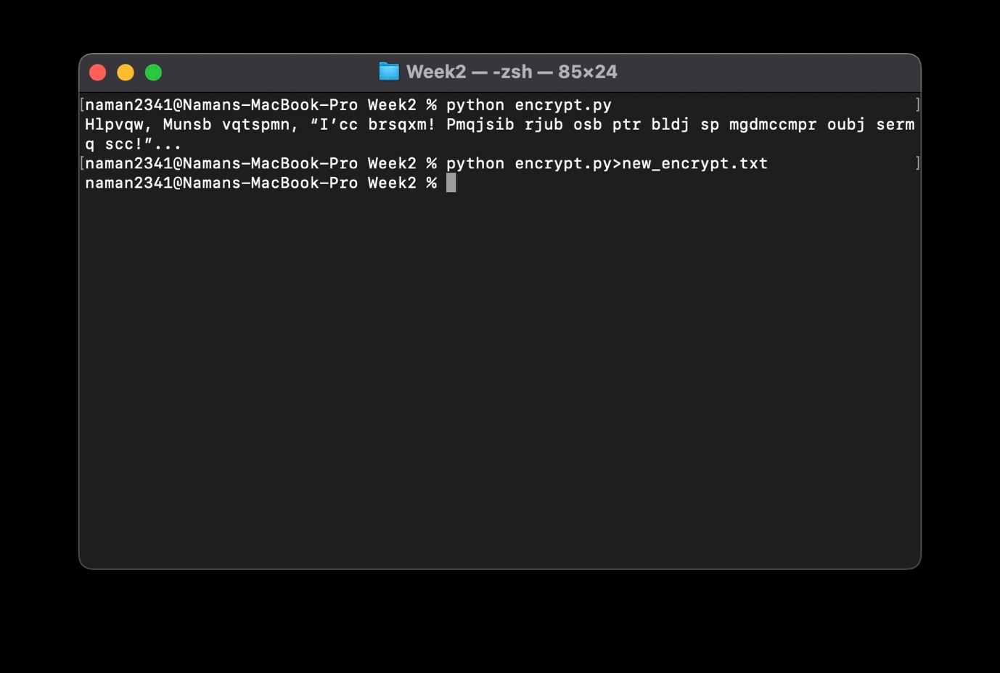 Week2 — -zsh — 85×24
[naman2341@Namans-MacBook-Pro Week2 % python encrypt.py ]
Hlpvqw, Munsb vqtspmn, “I’cc brsqxm! Pmqjsib rjub osb ptr bldj sp mgdmccmpr oubj serm
q scc!”...
[naman2341@Namans-MacBook-Pro Week2 % python encrypt.py>new_encrypt.txt ]
naman2341@Namans-MacBook-Pro Week2 %